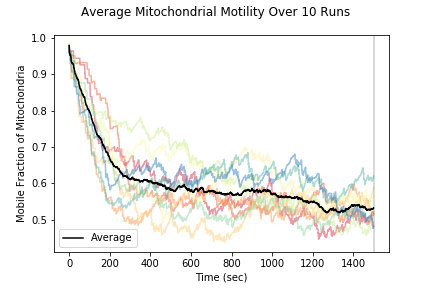 Average Mitochondrial Motility Over 10 Runs
Mobile Fraction of Mitochondria
1.0
0.9
0.8
0.7
0.6
0.5
Average
0 200 400 600 800 1000 1200 1400
Time (sec)